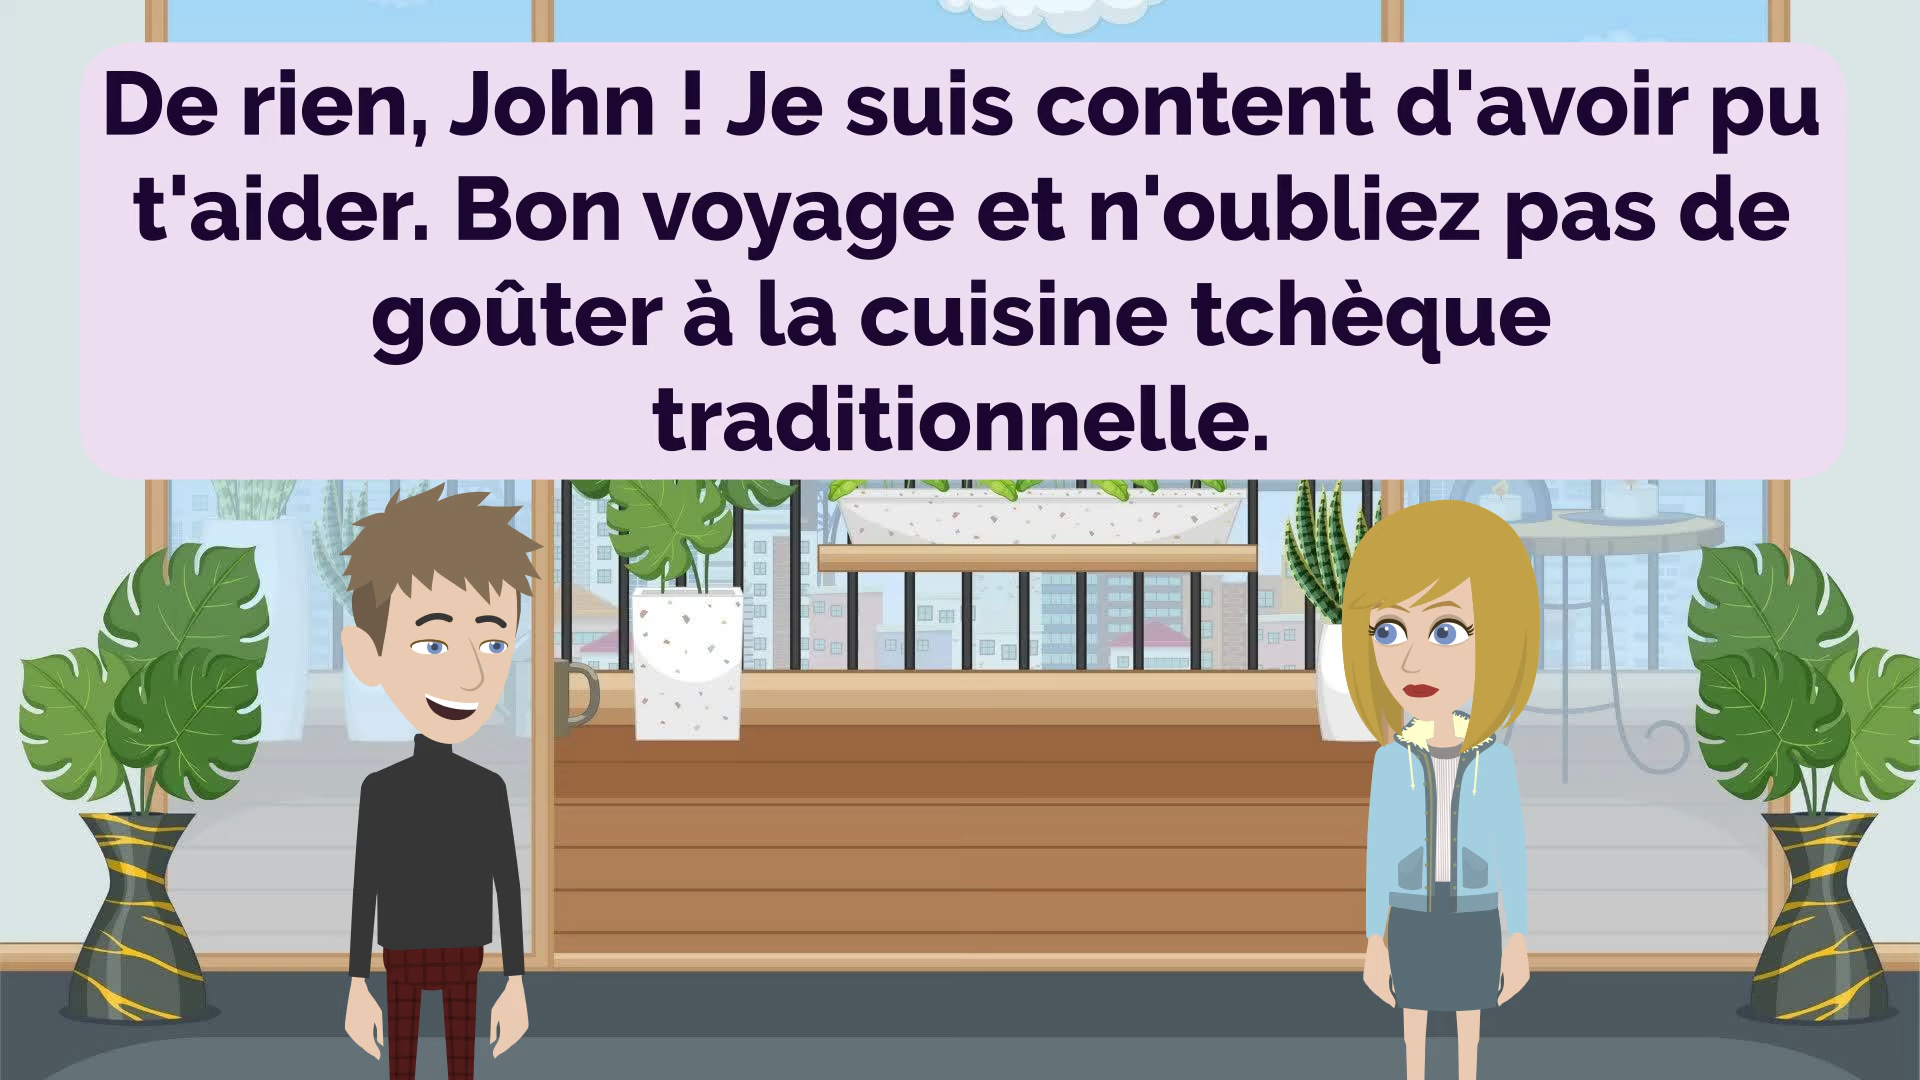 De rien, John ! Je suis content d'avoir pu
t'aider. Bon voyage et n'oubliez pas de
goûter à la cuisine tchèque
traditionnelle.